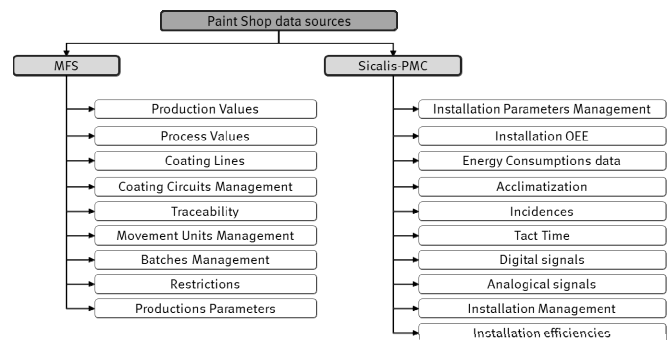 Paint Shop data sources
MFS
Sicalis-PMC
Production Values
Process Values
Coating Lines
Coating Circuits Management
Traceability
Movement Units Management
Batches Management
Restrictions
Productions Parameters
Installation Parameters Management
Installation OEE
Energy Consumptions data
Acclimatization
Incidences
Tact Time
Digital signals
Analogical signals
Installation Management
Installation efficiencies